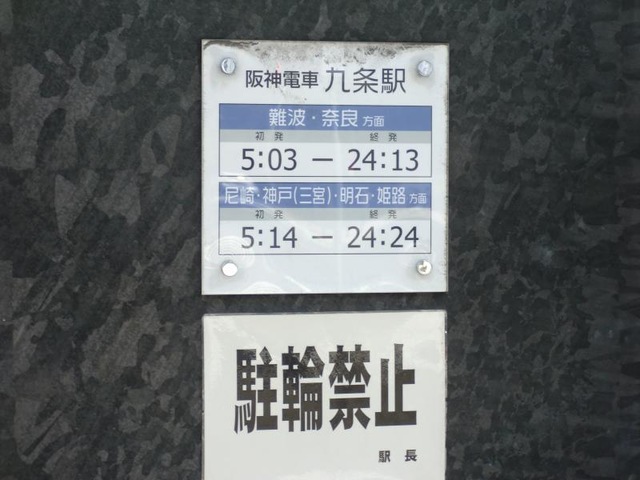 阪神電車 九条駅
難波・奈良 方面
初発 終発
5:03 ー 24:13
尼崎・神戸(三宮)・明石・姫路 方面
初発 終発
5:14 ー 24:24
駐輪禁止
駅長